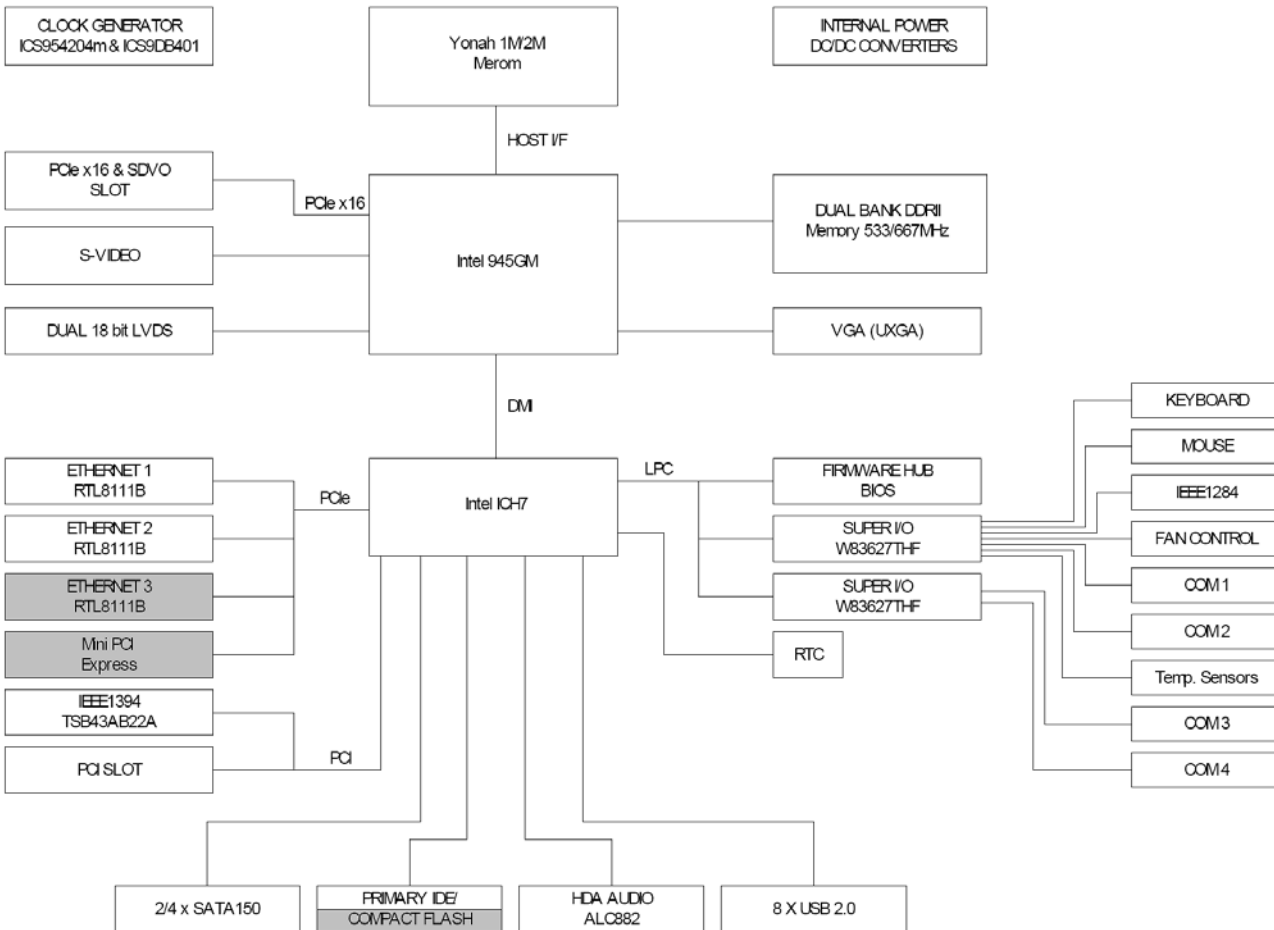 CLOCK GENERATOR
ICS954204m & ICS9DB401
Yonah 1M/2M
Merom
INTERNAL POWER
DC/DC CONVERTERS
HOST I/F
PCIe x16 & SDVO
SLOT
PCIe x16
S-VIDEO
DUAL 18 bit LVDS
Intel 945GM
DUAL BANK DDRII
Memory 533/667MHz
VGA (UXGA)
DMI
ETHERNET 1
RTL8111B
ETHERNET 2
RTL8111B
ETHERNET 3
RTL8111B
Mini PCI
Express
IEEE1394
TSB43AB22A
PCI SLOT
PCIe
PCI
Intel ICH7
LPC
FIRMWARE HUB
BIOS
SUPER I/O
W83627THF
SUPER I/O
W83627THF
RTC
KEYBOARD
MOUSE
IEEE1284
FAN CONTROL
COM 1
COM 2
Temp. Sensors
COM 3
COM 4
2/4 x SATA150
PRIMARY IDE/
COMPACT FLASH
HDA AUDIO
ALC882
8 X USB 2.0